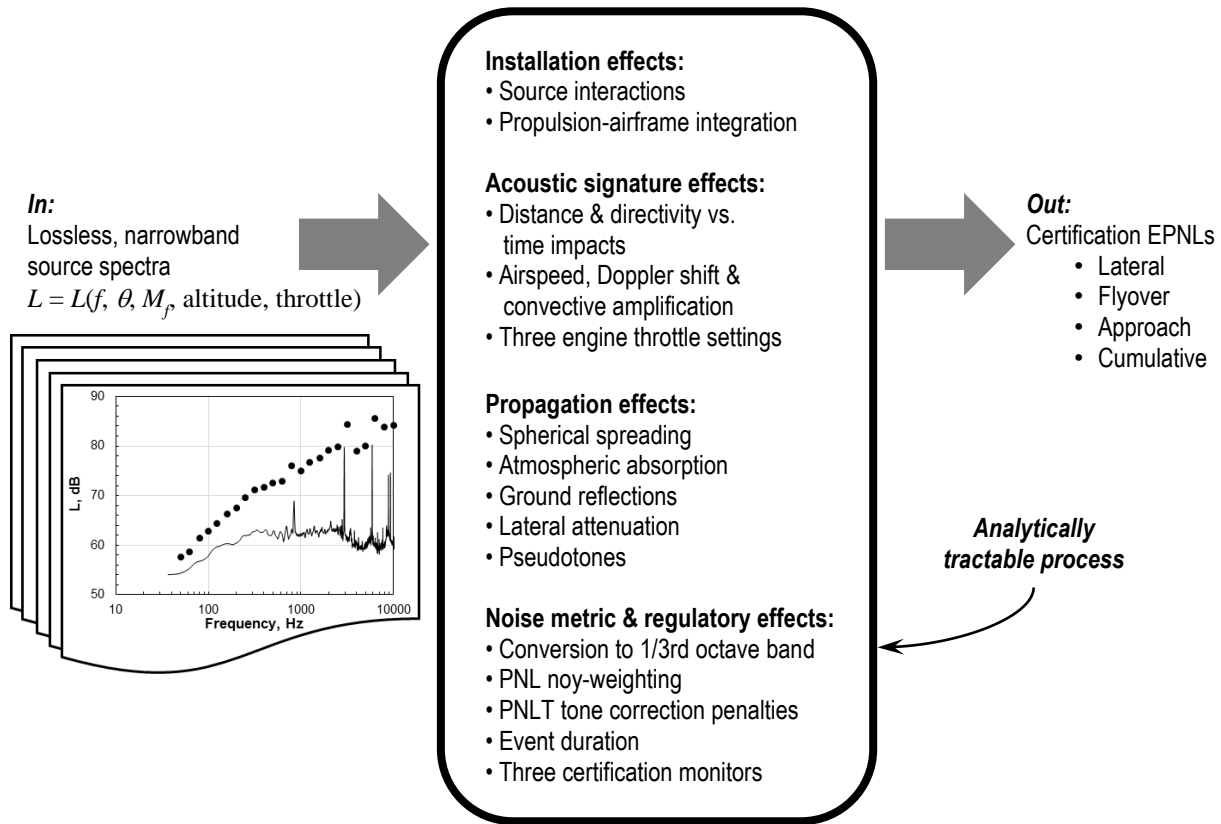 In:
Lossless, narrowband
source spectra
L = L(f, θ, M_f, altitude, throttle)
90
80
70
60
50
L, dB
10
100
1000
10000
Frequency, Hz
Installation effects:
• Source interactions
• Propulsion-airframe integration
Acoustic signature effects:
• Distance & directivity vs.
time impacts
• Airspeed, Doppler shift &
convective amplification
• Three engine throttle settings
Propagation effects:
• Spherical spreading
• Atmospheric absorption
• Ground reflections
• Lateral attenuation
• Pseudotones
Noise metric & regulatory effects:
• Conversion to 1/3rd octave band
• PNL noy-weighting
• PNLT tone correction penalties
• Event duration
• Three certification monitors
Out:
Certification EPNLs
• Lateral
• Flyover
• Approach
• Cumulative
Analytically
tractable process